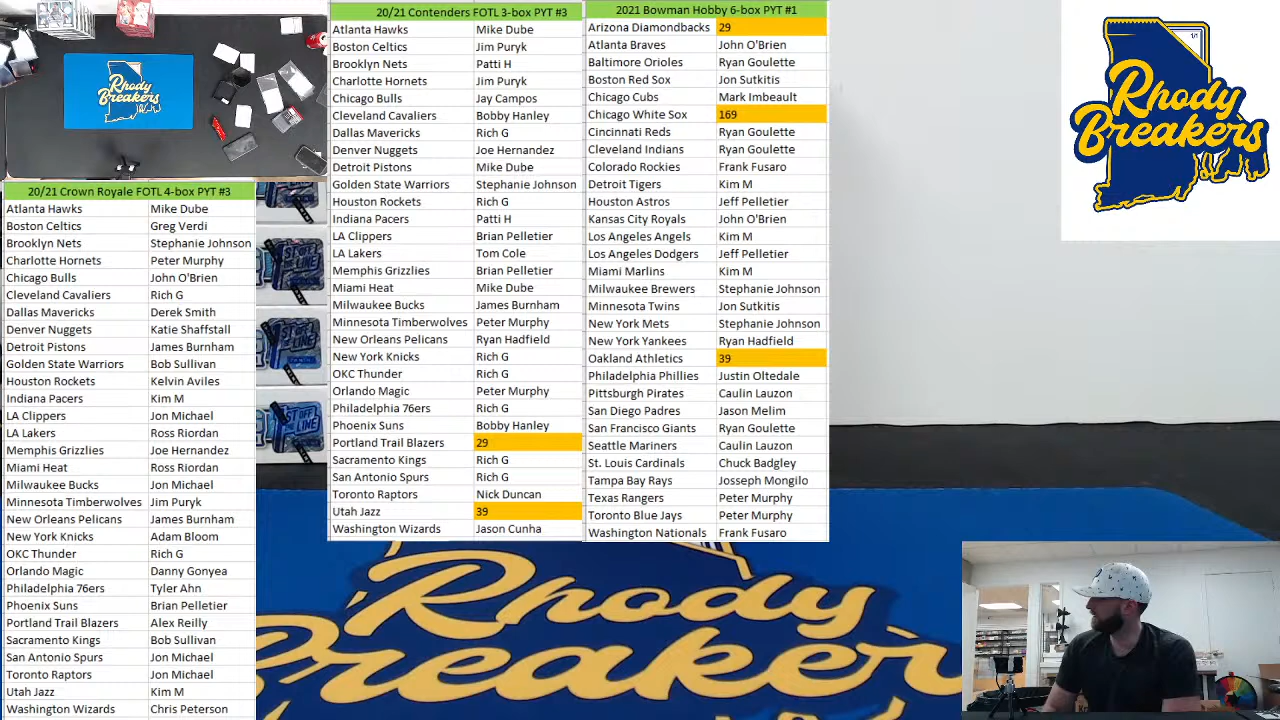 Rhody
Breakers
20/21 Crown Royale FOTL 4-box PYT #3
Atlanta Hawks Mike Dube
Boston Celtics Greg Verdi
Brooklyn Nets Stephanie Johnson
Charlotte Hornets Peter Murphy
Chicago Bulls John O'Brien
Cleveland Cavaliers Rich G
Dallas Mavericks Derek Smith
Denver Nuggets Katie Shaffstall
Detroit Pistons James Burnham
Golden State Warriors Bob Sullivan
Houston Rockets Kelvin Aviles
Indiana Pacers Kim M
LA Clippers Jon Michael
LA Lakers Ross Riordan
Memphis Grizzlies Joe Hernandez
Miami Heat Ross Riordan
Milwaukee Bucks Jon Michael
Minnesota Timberwolves Jim Puryk
New Orleans Pelicans James Burnham
New York Knicks Adam Bloom
OKC Thunder Rich G
Orlando Magic Danny Gonyea
Philadelphia 76ers Tyler Ahn
Phoenix Suns Brian Pelletier
Portland Trail Blazers Alex Reilly
Sacramento Kings Bob Sullivan
San Antonio Spurs Jon Michael
Toronto Raptors Jon Michael
Utah Jazz Kim M
Washington Wizards Chris Peterson
20/21 Contenders FOTL 3-box PYT #3
Atlanta Hawks Mike Dube
Boston Celtics Jim Puryk
Brooklyn Nets Patti H
Charlotte Hornets Jim Puryk
Chicago Bulls Jay Campos
Cleveland Cavaliers Bobby Hanley
Dallas Mavericks Rich G
Denver Nuggets Joe Hernandez
Detroit Pistons Mike Dube
Golden State Warriors Stephanie Johnson
Houston Rockets Rich G
Indiana Pacers Patti H
LA Clippers Brian Pelletier
LA Lakers Tom Cole
Memphis Grizzlies Brian Pelletier
Miami Heat Mike Dube
Milwaukee Bucks James Burnham
Minnesota Timberwolves Peter Murphy
New Orleans Pelicans Ryan Hadfield
New York Knicks Rich G
OKC Thunder Rich G
Orlando Magic Peter Murphy
Philadelphia 76ers Rich G
Phoenix Suns Bobby Hanley
Portland Trail Blazers 29
Sacramento Kings Rich G
San Antonio Spurs Rich G
Toronto Raptors Nick Duncan
Utah Jazz 39
Washington Wizards Jason Cunha
2021 Bowman Hobby 6-box PYT #1
Arizona Diamondbacks 29
Atlanta Braves John O'Brien
Baltimore Orioles Ryan Goulette
Boston Red Sox Jon Sutkitis
Chicago Cubs Mark Imbeault
Chicago White Sox 169
Cincinnati Reds Ryan Goulette
Cleveland Indians Ryan Goulette
Colorado Rockies Frank Fusaro
Detroit Tigers Kim M
Houston Astros Jeff Pelletier
Kansas City Royals John O'Brien
Los Angeles Angels Kim M
Los Angeles Dodgers Jeff Pelletier
Miami Marlins Kim M
Milwaukee Brewers Stephanie Johnson
Minnesota Twins Jon Sutkitis
New York Mets Stephanie Johnson
New York Yankees Ryan Hadfield
Oakland Athletics 39
Philadelphia Phillies Justin Oltedale
Pittsburgh Pirates Caulin Lauzon
San Diego Padres Jason Melim
San Francisco Giants Ryan Goulette
Seattle Mariners Caulin Lauzon
St. Louis Cardinals Chuck Badgley
Tampa Bay Rays Josseph Mongilo
Texas Rangers Peter Murphy
Toronto Blue Jays Peter Murphy
Washington Nationals Frank Fusaro
1/1
Rhody
Breakers
Rhody
Breakers